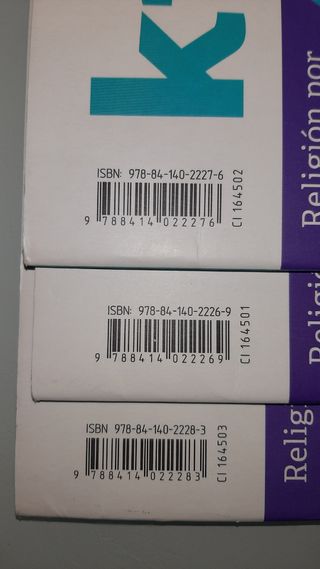 k
Religión por
ISBN: 978-84-140-2227-6
9 788414 022276
CI 164502
Religió
ISBN: 978-84-140-2226-9
9 788414 022269
CI 164501
Relig
ISBN 978-84-140-2228-3
9 788414 022283
CI 164503